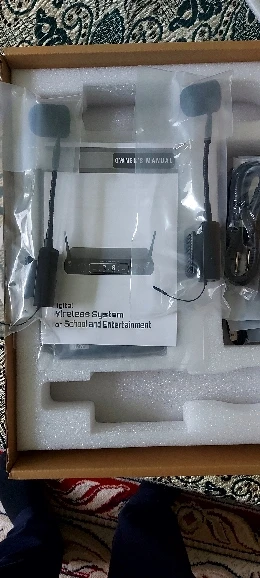 OWNER'S MANUAL
Digital
Wireless System
for School and Entertainment